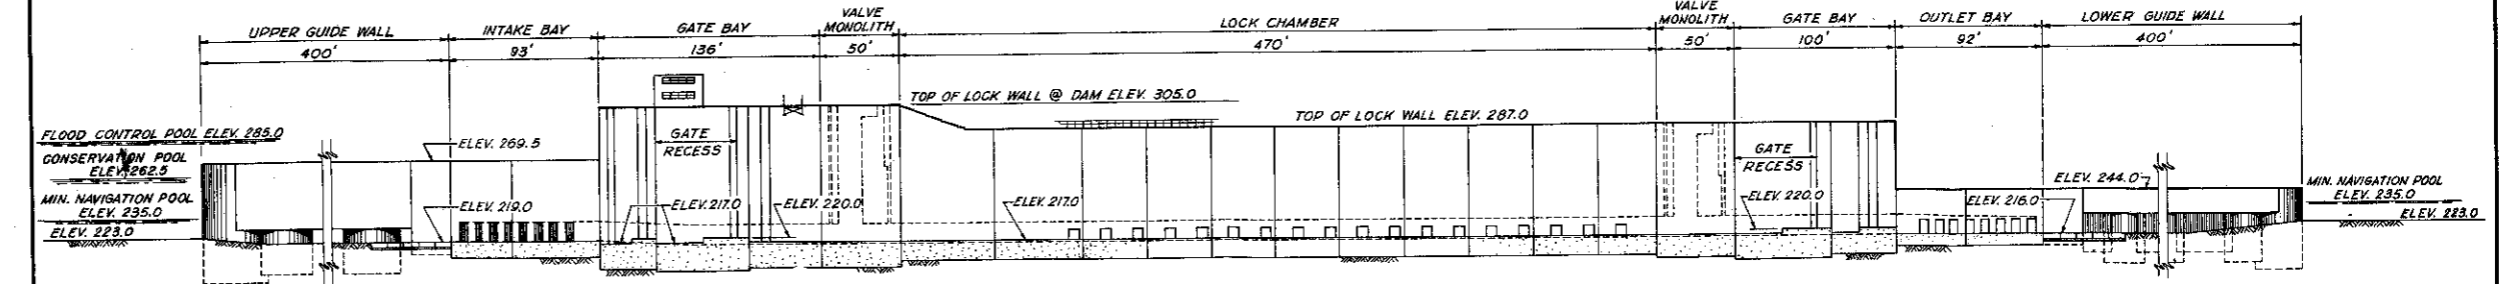 UPPER GUIDE WALL
400'
INTAKE BAY
93'
GATE BAY
136'
VALVE
MONOLITH
50'
LOCK CHAMBER
470'
VALVE
MONOLITH
50'
GATE BAY
100'
OUTLET BAY
92'
LOWER GUIDE WALL
400'
TOP OF LOCK WALL @ DAM ELEV. 305.0
TOP OF LOCK WALL ELEV. 287.0
FLOOD CONTROL POOL ELEV. 285.0
CONSERVATION POOL
ELEV. 262.5
MIN. NAVIGATION POOL
ELEV. 235.0
ELEV. 223.0
ELEV. 269.5
ELEV. 219.0
GATE
RECESS
ELEV. 217.0
ELEV. 220.0
ELEV. 217.0
GATE
RECESS
ELEV. 220.0
ELEV. 216.0
ELEV. 244.0
MIN. NAVIGATION POOL
ELEV. 235.0
ELEV. 223.0